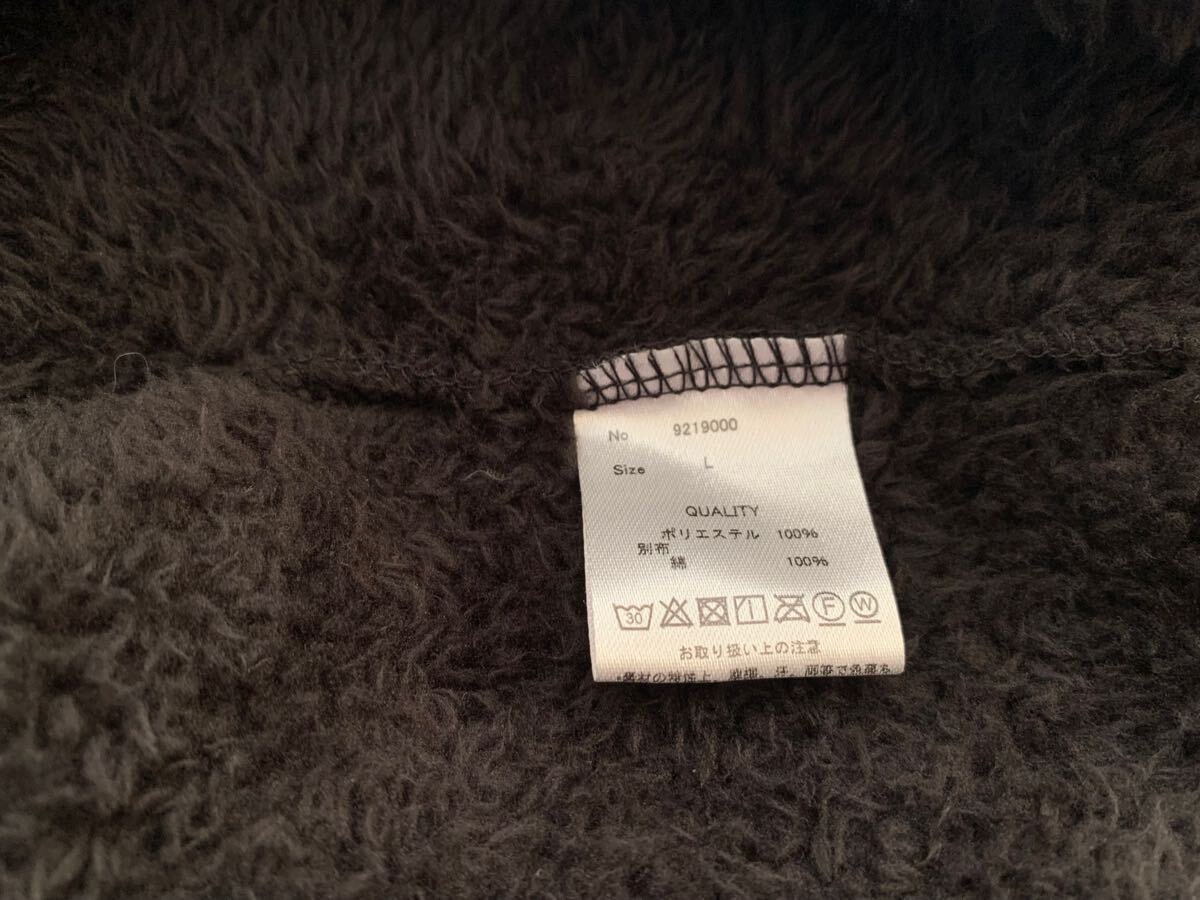 No 9219000
Size L
QUALITY
ポリエステル 100%
別布
綿 100%
30 F W
お取り扱い上の注意